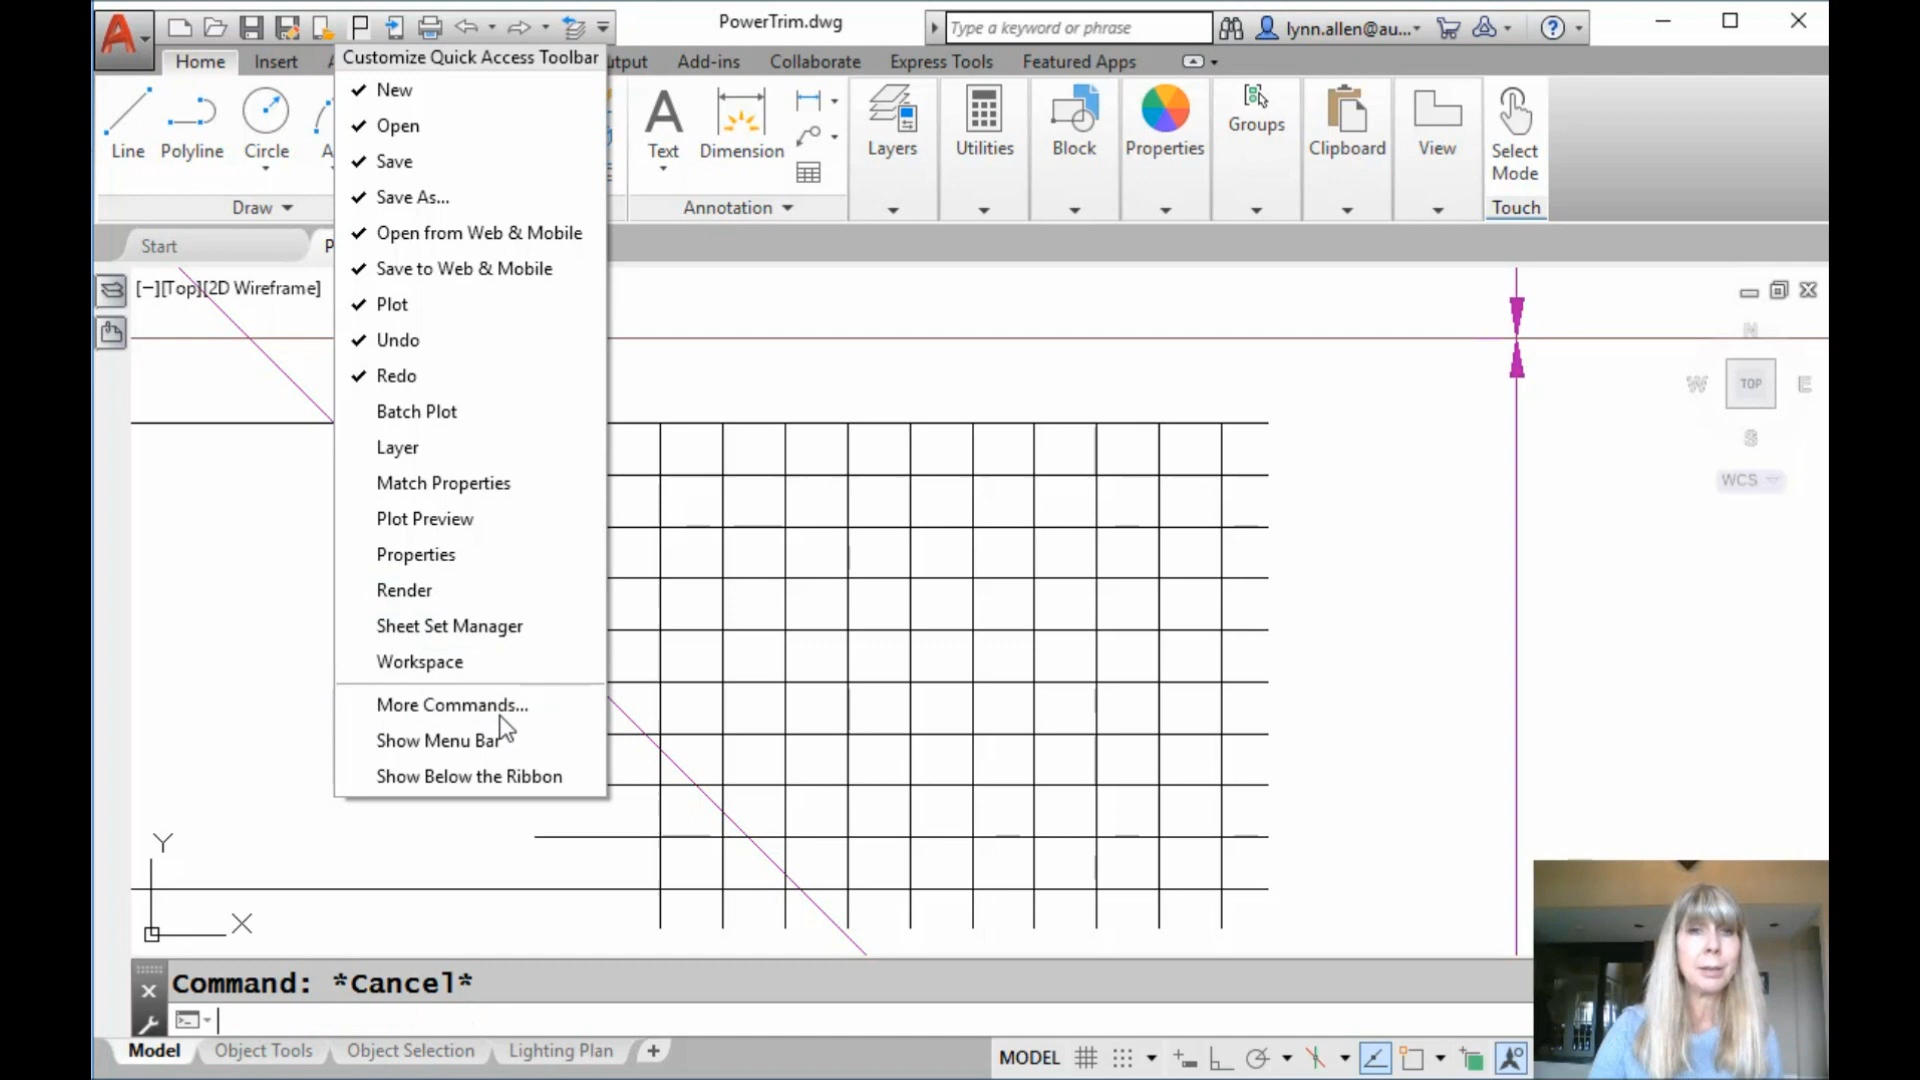 PowerTrim.dwg
Type a keyword or phrase
lynn.allen@au...
Home
Insert
utput
Add-ins
Collaborate
Express Tools
Featured Apps
Customize Quick Access Toolbar
New
Open
Save
Save As...
Open from Web & Mobile
Save to Web & Mobile
Plot
Undo
Redo
Batch Plot
Layer
Match Properties
Plot Preview
Properties
Render
Sheet Set Manager
Workspace
More Commands...
Show Menu Bar
Show Below the Ribbon
Line
Polyline
Circle
A
Draw
Text
Dimension
Annotation
Layers
Utilities
Block
Properties
Groups
Clipboard
View
Select
Mode
Touch
Start
P
[−][Top][2D Wireframe]
N
W
TOP
E
S
WCS
Y
X
Command: *Cancel*
Model
Object Tools
Object Selection
Lighting Plan
MODEL